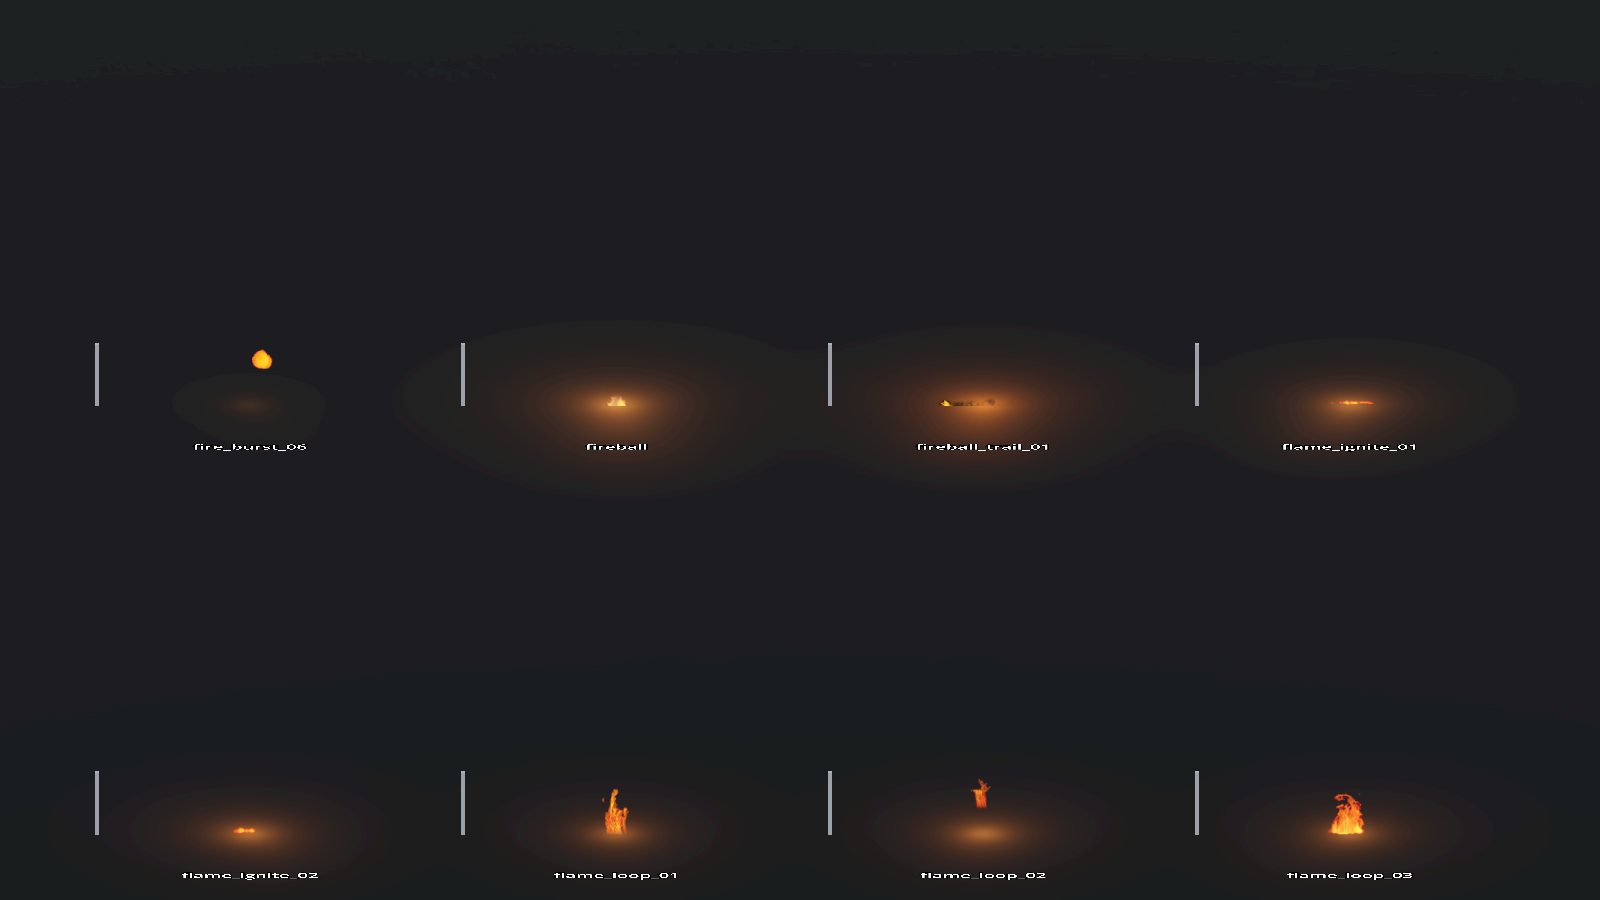 fire_burst_06
fireball
fireball_trail_01
flame_ignite_01
flame_ignite_02
flame_loop_01
flame_loop_02
flame_loop_03